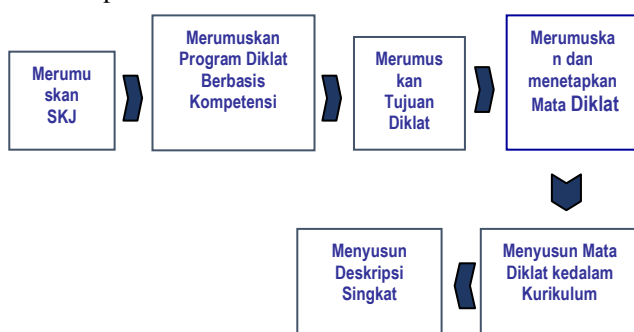 Merumu
skan
SKJ
Merumuskan
Program Diklat
Berbasis
Kompetensi
Merumus
kan
Tujuan
Diklat
Merumuska
n dan
menetapkan
Mata Diklat
Menyusun
Deskripsi
Singkat
Menyusun Mata
Diklat kedalam
Kurikulum